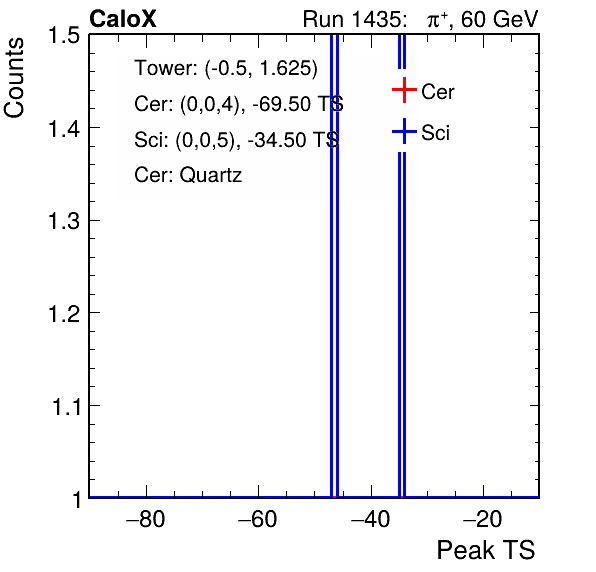 CaloX Run 1435: π⁺, 60 GeV
Counts
1.5
1.4
1.3
1.2
1.1
1
Tower: (-0.5, 1.625)
Cer: (0,0,4), -69.50 TS
Sci: (0,0,5), -34.50 TS
Cer: Quartz
Cer
Sci
−80 −60 −40 −20
Peak TS